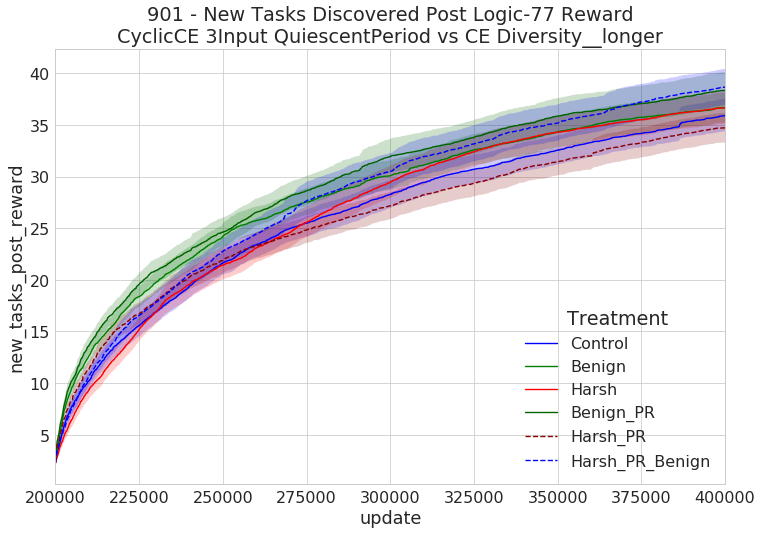 901 - New Tasks Discovered Post Logic-77 Reward
CyclicCE 3Input QuiescentPeriod vs CE Diversity__longer
new_tasks_post_reward
40
35
30
25
20
15
10
5
Treatment
Control
Benign
Harsh
Benign_PR
Harsh_PR
Harsh_PR_Benign
200000 225000 250000 275000 300000 325000 350000 375000 400000
update